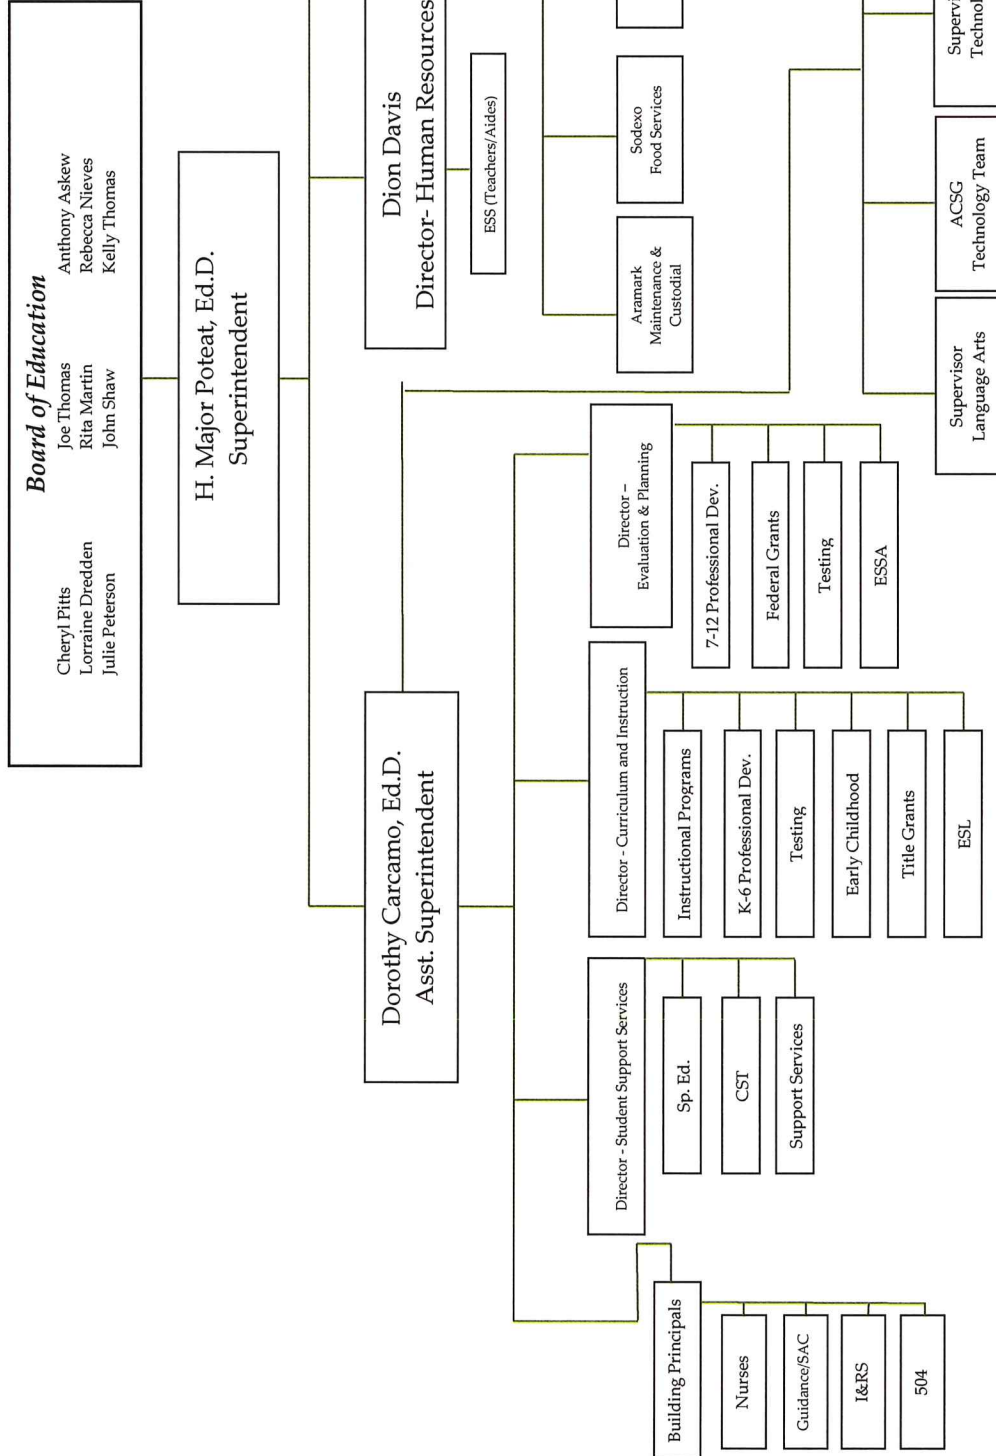 Board of Education
Cheryl Pitts
Lorraine Dredden
Julie Peterson
Joe Thomas
Rita Martin
John Shaw
Anthony Askew
Rebecca Nieves
Kelly Thomas
H. Major Poteat, Ed.D.
Superintendent
Dorothy Carcamo, Ed.D.
Asst. Superintendent
Dion Davis
Director- Human Resources
ESS (Teachers/Aides)
Building Principals
Nurses
Guidance/SAC
I&RS
504
Director - Student Support Services
Sp. Ed.
CST
Support Services
Director - Curriculum and Instruction
Instructional Programs
K-6 Professional Dev.
Testing
Early Childhood
Title Grants
ESL
Director –
Evaluation & Planning
7-12 Professional Dev.
Federal Grants
Testing
ESSA
Aramark
Maintenance &
Custodial
Sodexo
Food Services
Supervisor
Language Arts
ACSG
Technology Team
Supervi
Technol